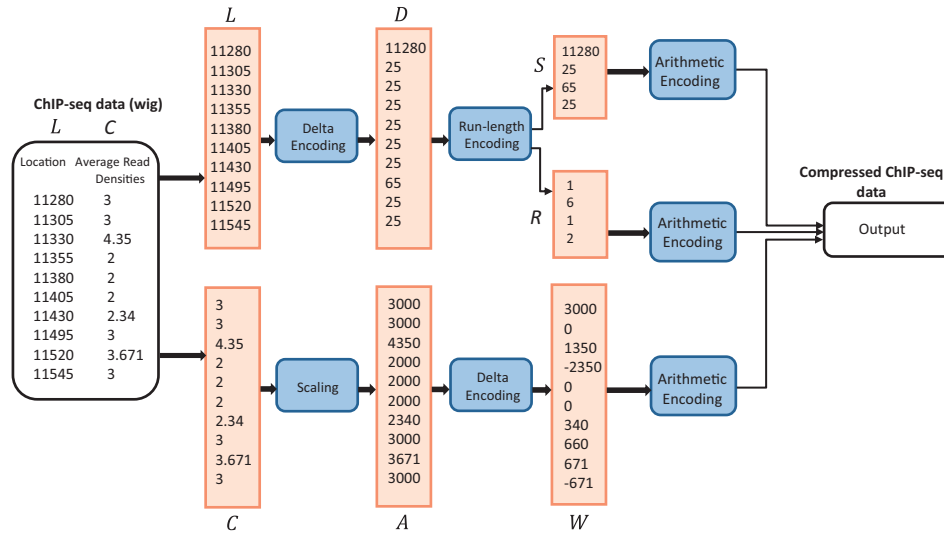 ChIP-seq data (wig)
L C
Location Average Read
Densities
11280 3
11305 3
11330 4.35
11355 2
11380 2
11405 2
11430 2.34
11495 3
11520 3.671
11545 3
L
11280
11305
11330
11355
11380
11405
11430
11495
11520
11545
Delta
Encoding
D
11280
25
25
25
25
25
25
65
25
25
Run-length
Encoding
S
11280
25
65
25
Arithmetic
Encoding
R
1
6
1
2
Arithmetic
Encoding
3
3
4.35
2
2
2
2.34
3
3.671
3
C
Scaling
3000
3000
4350
2000
2000
2000
2340
3000
3671
3000
A
Delta
Encoding
3000
0
1350
-2350
0
0
340
660
671
-671
W
Arithmetic
Encoding
Compressed ChIP-seq
data
Output